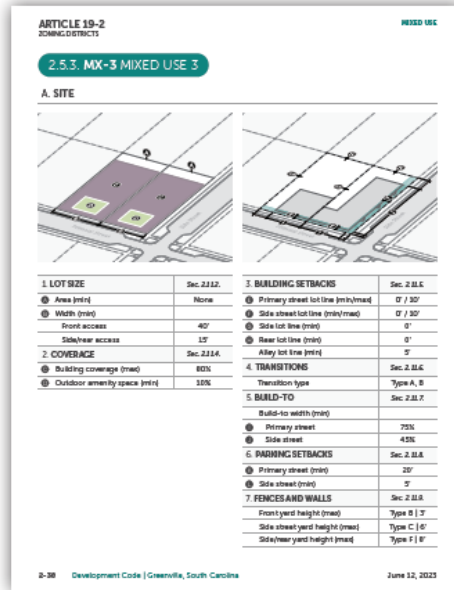 ARTICLE 19-2
ZONING DISTRICTS
MIXED USE
2.5.3. MX-3 MIXED USE 3
A. SITE
1. LOT SIZE Sec. 2.11.2.
Area (min) None
Width (min)
Front access 40'
Side/rear access 15'
2. COVERAGE Sec. 2.11.4.
Building coverage (max) 80%
Outdoor amenity space (min) 10%
3. BUILDING SETBACKS Sec. 2.11.5.
Primary street lot line (min/max) 0' / 10'
Side street lot line (min/max) 0' / 10'
Side lot line (min) 0'
Rear lot line (min) 0'
Alley lot line (min) 5'
4. TRANSITIONS Sec. 2.11.6.
Transition type Type A, B
5. BUILD-TO Sec. 2.11.7.
Build-to width (min)
Primary street 75%
Side street 45%
6. PARKING SETBACKS Sec. 2.11.8.
Primary street (min) 20'
Side street (min) 5'
7. FENCES AND WALLS Sec. 2.11.9.
Front yard height (max) Type B | 3'
Side street yard height (max) Type C | 6'
Side/rear yard height (max) Type F | 8'
2-38 Development Code | Greenville, South Carolina June 12, 2023